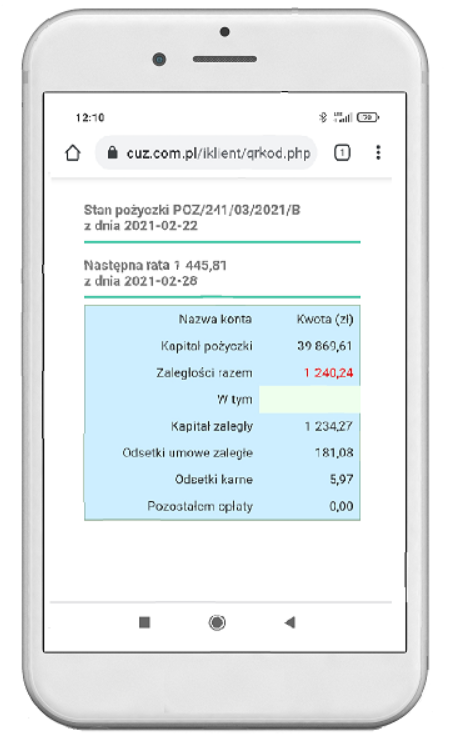 12:10
70
cuz.com.pl/iklient/qrkod.php
1
Stan pożyczki POZ/241/03/2021/B
z dnia 2021-02-22
Następna rata 1 445,81
z dnia 2021-02-28
Nazwa konta Kwota (zł)
Kapitał pożyczki 39 869,61
Zaległości razem 1 240,24
W tym
Kapitał zaległy 1 234,27
Odsetki umowe zaległe 181,08
Odsetki karne 5,97
Pozostałem opłaty 0,00